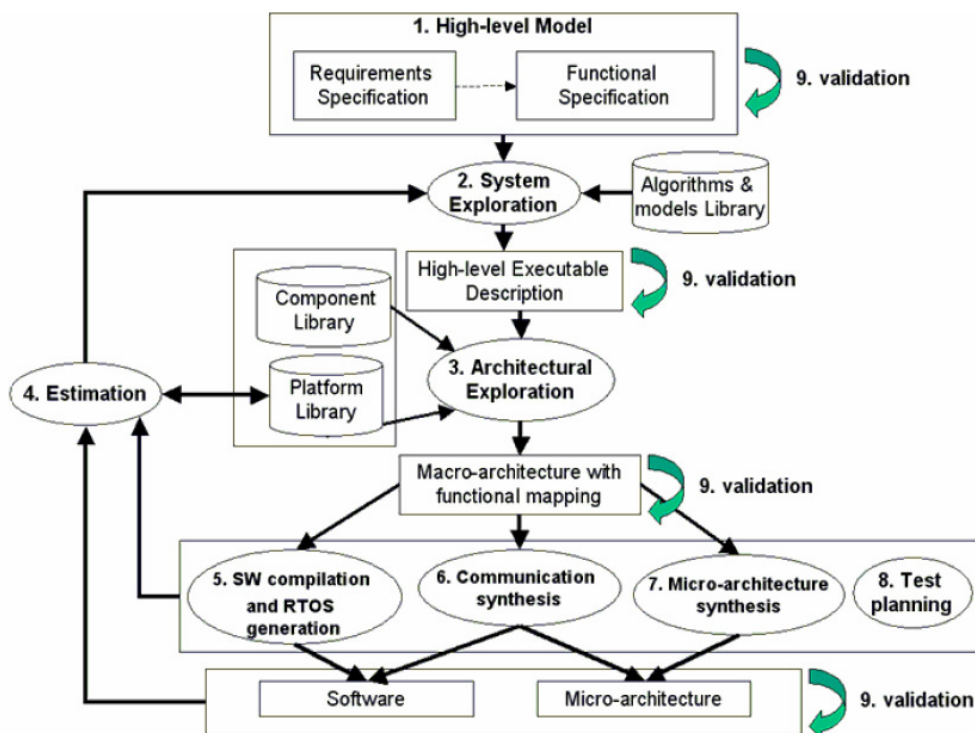 1. High-level Model
Requirements
Specification
Functional
Specification
9. validation
2. System
Exploration
Algorithms &
models Library
High-level Executable
Description
9. validation
Component
Library
3. Architectural
Exploration
4. Estimation
Platform
Library
Macro-architecture with
functional mapping
9. validation
5. SW compilation
and RTOS
generation
6. Communication
synthesis
7. Micro-architecture
synthesis
8. Test
planning
Software
Micro-architecture
9. validation